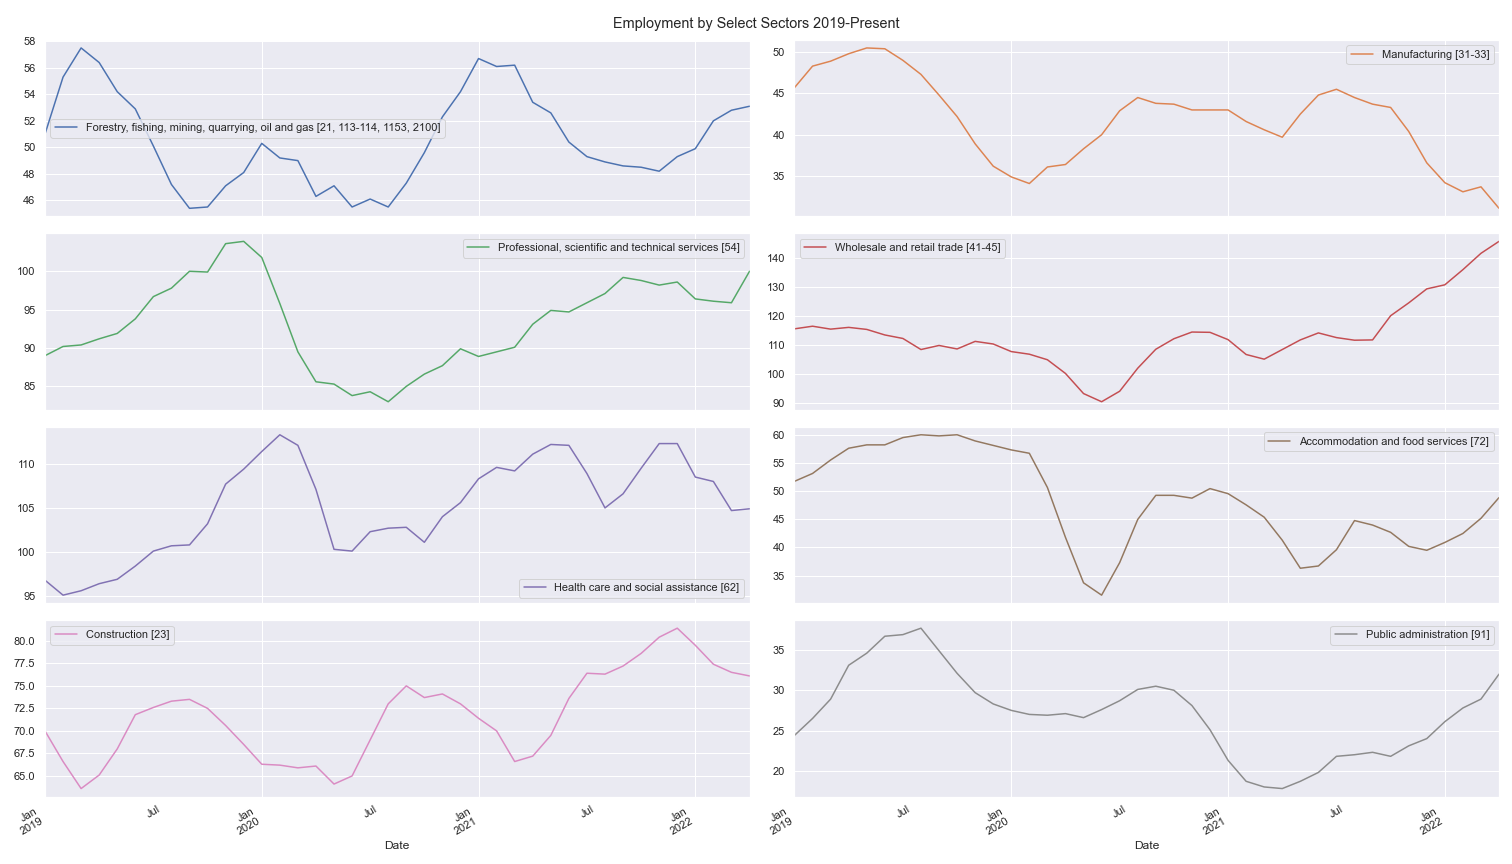 Employment by Select Sectors 2019-Present
58
56
54
52
50
48
46
Forestry, fishing, mining, quarrying, oil and gas [21, 113-114, 1153, 2100]
50
45
40
35
Manufacturing [31-33]
100
95
90
85
Professional, scientific and technical services [54]
140
130
120
110
100
90
Wholesale and retail trade [41-45]
110
105
100
95
Health care and social assistance [62]
60
55
50
45
40
35
Accommodation and food services [72]
80.0
77.5
75.0
72.5
70.0
67.5
65.0
Construction [23]
Jan
2019
Jul
Jan
2020
Jul
Jan
2021
Jul
Jan
2022
Date
35
30
25
20
Public administration [91]
Jan
2019
Jul
Jan
2020
Jul
Jan
2021
Jul
Jan
2022
Date